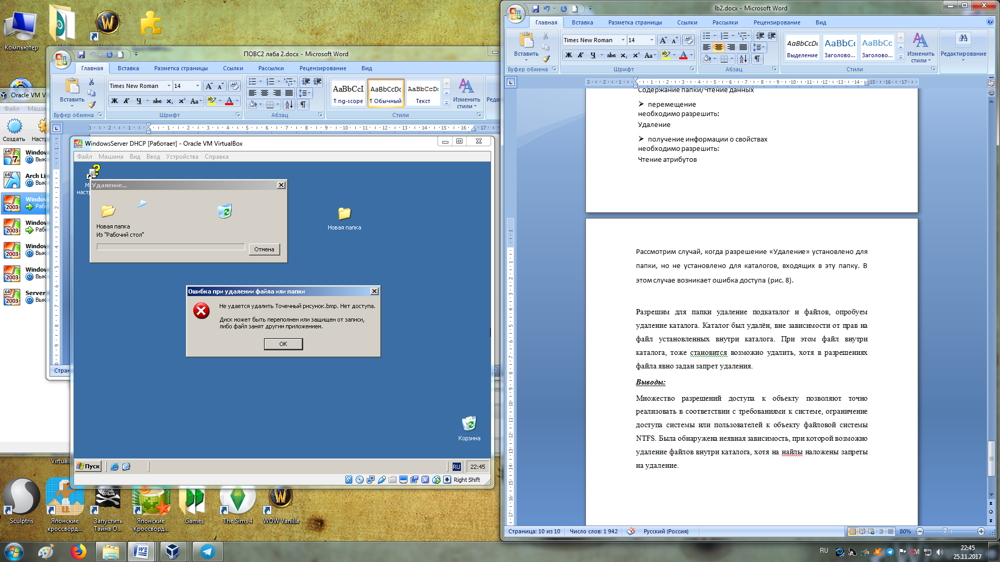 Компьютер
ПОВС2 лаба 2.docx - Microsoft Word
Главная Вставка Разметка страницы Ссылки Рассылки Рецензирование Вид
Times New Roman 14
Вставить
Буфер обмена Шрифт Абзац Стили
AaBbCcI AaBbCcDc AaBbCcDc
¶ ng-scope ¶ Обычный Текст
Изменить стили
Oracle VM V
Файл Маши
Создать Настр
Window
Вык
Arch Li
Вык
Window
Рабо
Window
Рабо
Window
Вык
Window
Вык
Server
Вык
Стран
WindowsServer DHCP [Работает] - Oracle VM VirtualBox
Файл Машина Вид Ввод Устройства Справка
Удаление...
Новая папка
Из "Рабочий стол"
Отмена
Новая папка
Ошибка при удалении файла или папки
Не удается удалить Точечный рисунок.bmp. Нет доступа.
Диск может быть переполнен или защищен от записи,
либо файл занят другим приложением.
ОК
Корзина
Пуск
RU 22:45
Right Shift
Sculptris
Японские кроссворд...
Запустить Тайна О...
Японские Кроссворд...
Games
The Sims 4
WOW Vanilla
lb2.docx - Microsoft Word
Главная Вставка Разметка страницы Ссылки Рассылки Рецензирование Вид
Times New Roman 14
Вставить
AaBbCcDc AaBbCc AaBbCc
Выделение Заголово... Заголово...
Изменить стили
Редактирование
Буфер обмена Шрифт Абзац Стили
Содержание папки/Чтение данных
➢ перемещение
необходимо разрешить:
Удаление
➢ получение информации о свойствах
необходимо разрешить:
Чтение атрибутов
Рассмотрим случай, когда разрешение «Удаление» установлено для
папки, но не установлено для каталогов, входящих в эту папку. В
этом случае возникает ошибка доступа (рис. 8).
Разрешим для папки удаление подкаталог и файлов, опробуем
удаление каталога. Каталог был удалён, вне зависимости от прав на
файл установленных внутри каталога. При этом файл внутри
каталога, тоже становится возможно удалить, хотя в разрешениях
файла явно задан запрет удаления.
Выводы:
Множество разрешений доступа к объекту позволяют точно
реализовать в соответствии с требованиями к системе, ограничение
доступа системы или пользователей к объекту файловой системы
NTFS. Была обнаружена неявная зависимость, при которой возможно
удаление файлов внутри каталога, хотя на найлы наложены запреты
на удаление.
Страница: 10 из 10 Число слов: 1 942 Русский (Россия) 80%
RU
22:45
25.11.2017